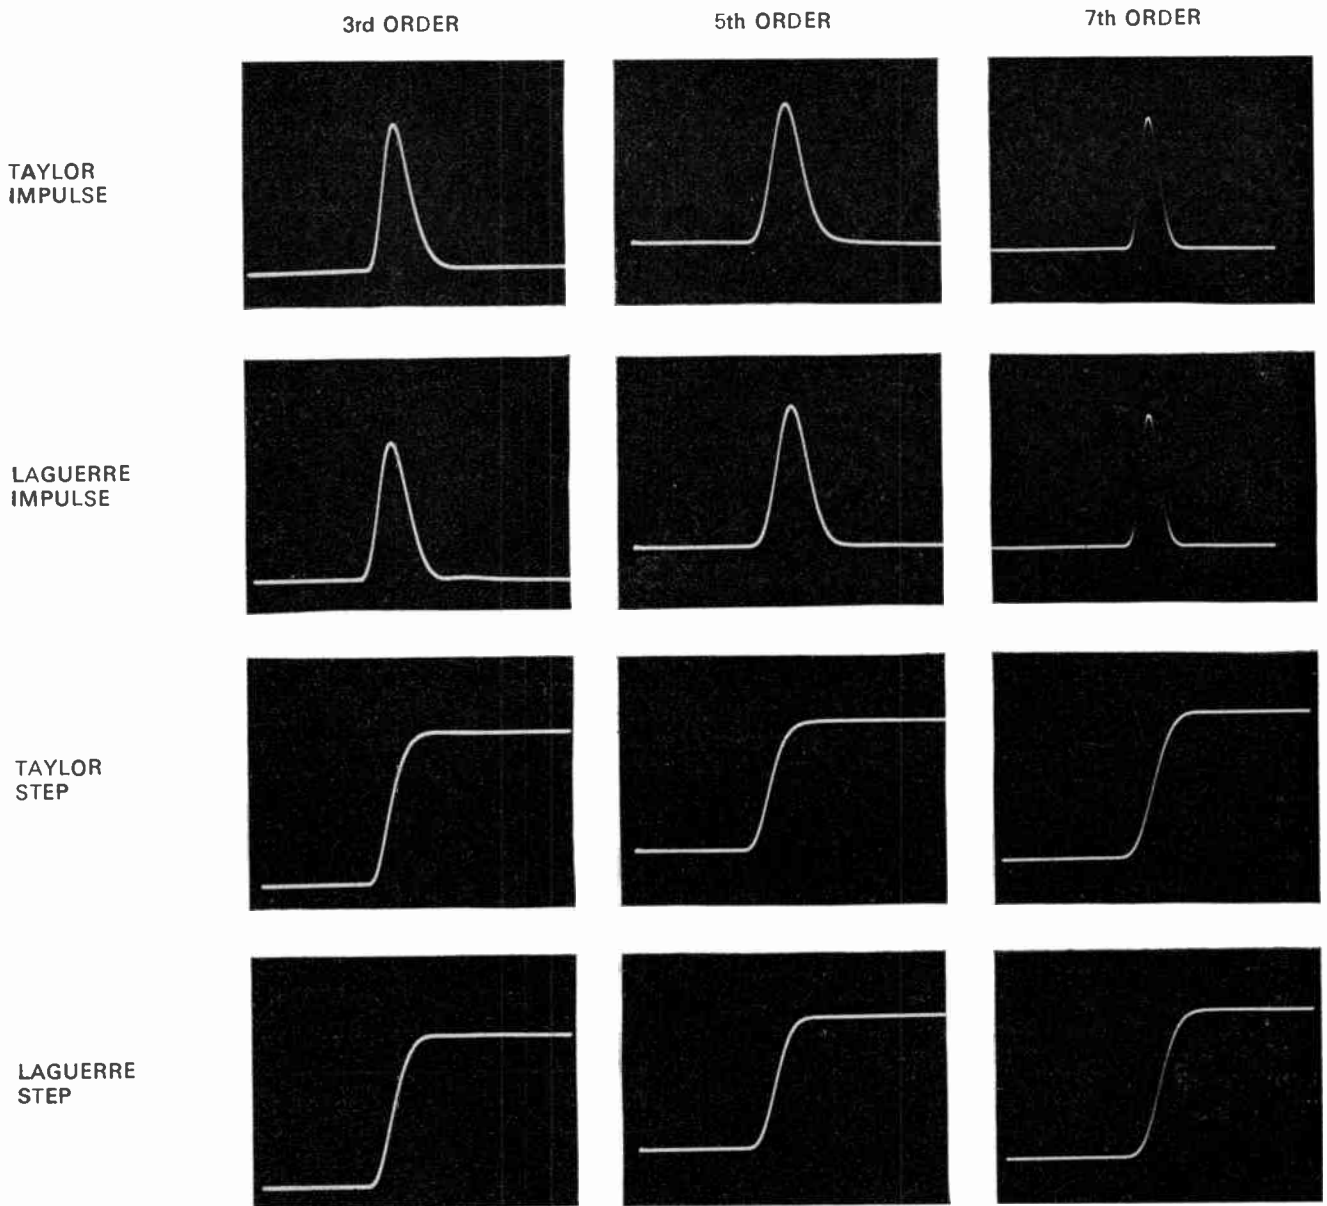 3rd ORDER
5th ORDER
7th ORDER
TAYLOR
IMPULSE
LAGUERRE
IMPULSE
TAYLOR
STEP
LAGUERRE
STEP